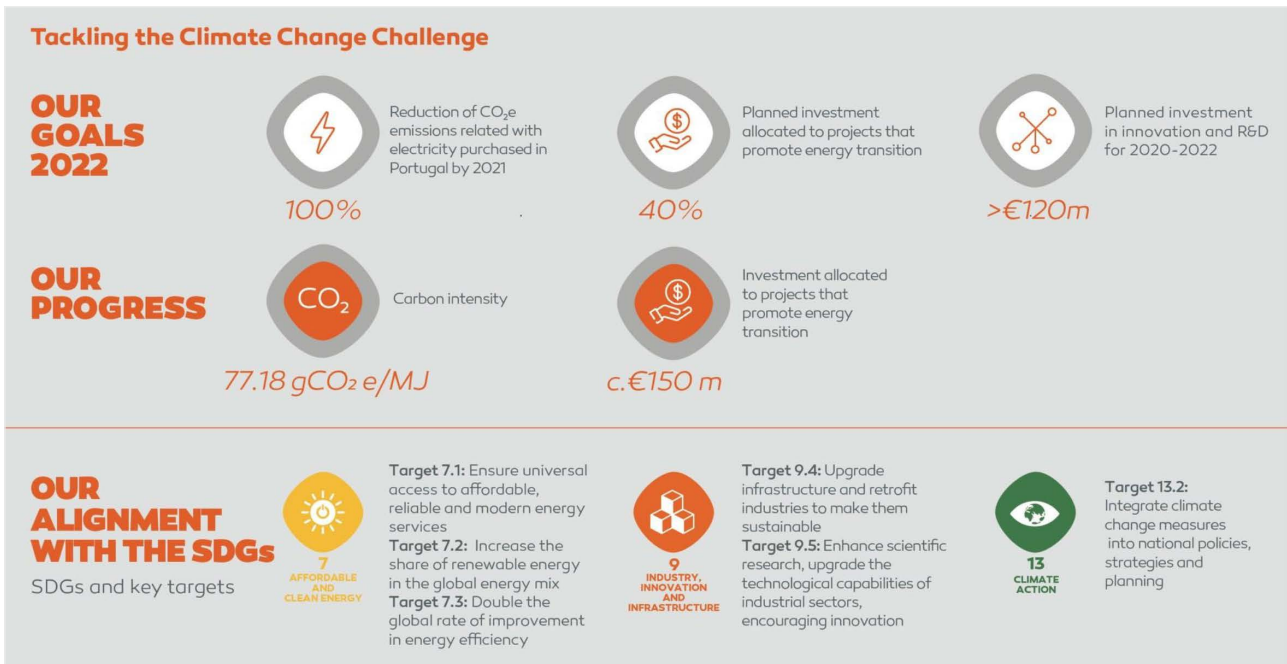 Tackling the Climate Change Challenge
OUR
GOALS
2022
Reduction of CO₂e
emissions related with
electricity purchased in
Portugal by 2021
100%
$
Planned investment
allocated to projects that
promote energy transition
40%
Planned investment
in innovation and R&D
for 2020-2022
>€120m
OUR
PROGRESS
CO₂
Carbon intensity
77.18 gCO₂ e/MJ
$
Investment allocated
to projects that
promote energy
transition
c.€150 m
OUR
ALIGNMENT
WITH THE SDGs
SDGs and key targets
7
AFFORDABLE
AND
CLEAN ENERGY
Target 7.1: Ensure universal
access to affordable,
reliable and modern energy
services
Target 7.2: Increase the
share of renewable energy
in the global energy mix
Target 7.3: Double the
global rate of improvement
in energy efficiency
9
INDUSTRY,
INNOVATION
AND
INFRASTRUCTURE
Target 9.4: Upgrade
infrastructure and retrofit
industries to make them
sustainable
Target 9.5: Enhance scientific
research, upgrade the
technological capabilities of
industrial sectors,
encouraging innovation
13
CLIMATE
ACTION
Target 13.2:
Integrate climate
change measures
into national policies,
strategies and
planning